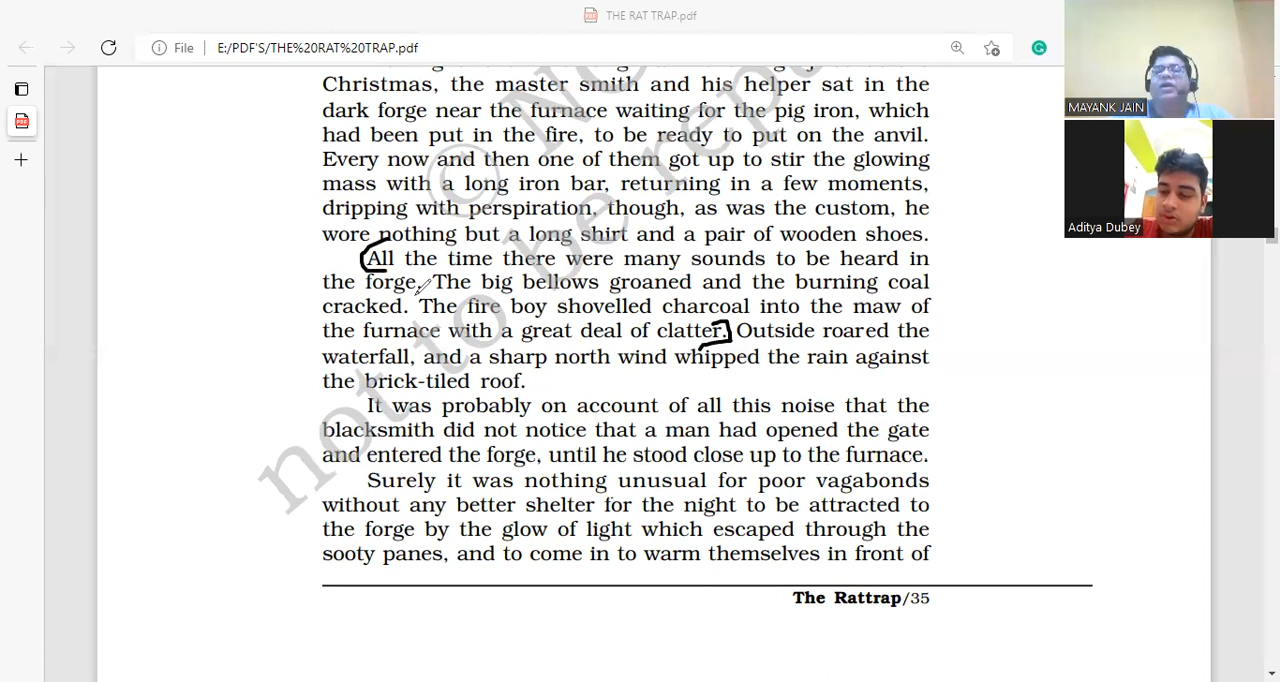 THE RAT TRAP.pdf
File E:/PDF'S/THE%20RAT%20TRAP.pdf
MAYANK JAIN
Aditya Dubey
Christmas, the master smith and his helper sat in the
dark forge near the furnace waiting for the pig iron, which
had been put in the fire, to be ready to put on the anvil.
Every now and then one of them got up to stir the glowing
mass with a long iron bar, returning in a few moments,
dripping with perspiration, though, as was the custom, he
wore nothing but a long shirt and a pair of wooden shoes.
All the time there were many sounds to be heard in
the forge. The big bellows groaned and the burning coal
cracked. The fire boy shovelled charcoal into the maw of
the furnace with a great deal of clatter. Outside roared the
waterfall, and a sharp north wind whipped the rain against
the brick-tiled roof.
It was probably on account of all this noise that the
blacksmith did not notice that a man had opened the gate
and entered the forge, until he stood close up to the furnace.
Surely it was nothing unusual for poor vagabonds
without any better shelter for the night to be attracted to
the forge by the glow of light which escaped through the
sooty panes, and to come in to warm themselves in front of
The Rattrap/35
not to be rep